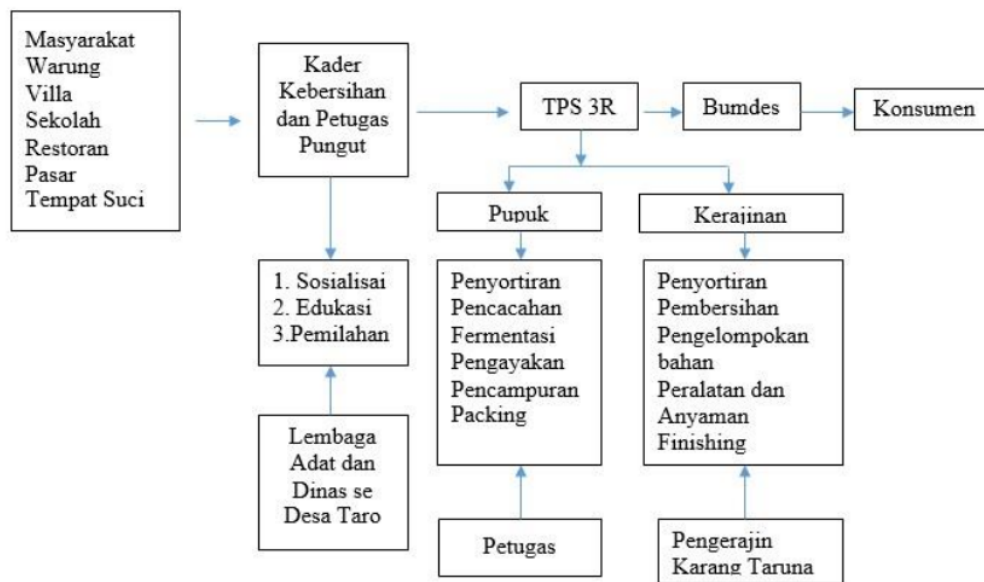 Masyarakat
Warung
Villa
Sekolah
Restoran
Pasar
Tempat Suci
Kader
Kebersihan
dan Petugas
Pungut
TPS 3R
Bumdes
Konsumen
Pupuk
Kerajinan
1. Sosialisai
2. Edukasi
3.Pemilahan
Penyortiran
Pencacahan
Fermentasi
Pengayakan
Pencampuran
Packing
Penyortiran
Pembersihan
Pengelompokan
bahan
Peralatan dan
Anyaman
Finishing
Lembaga
Adat dan
Dinas se
Desa Taro
Petugas
Pengerajin
Karang Taruna